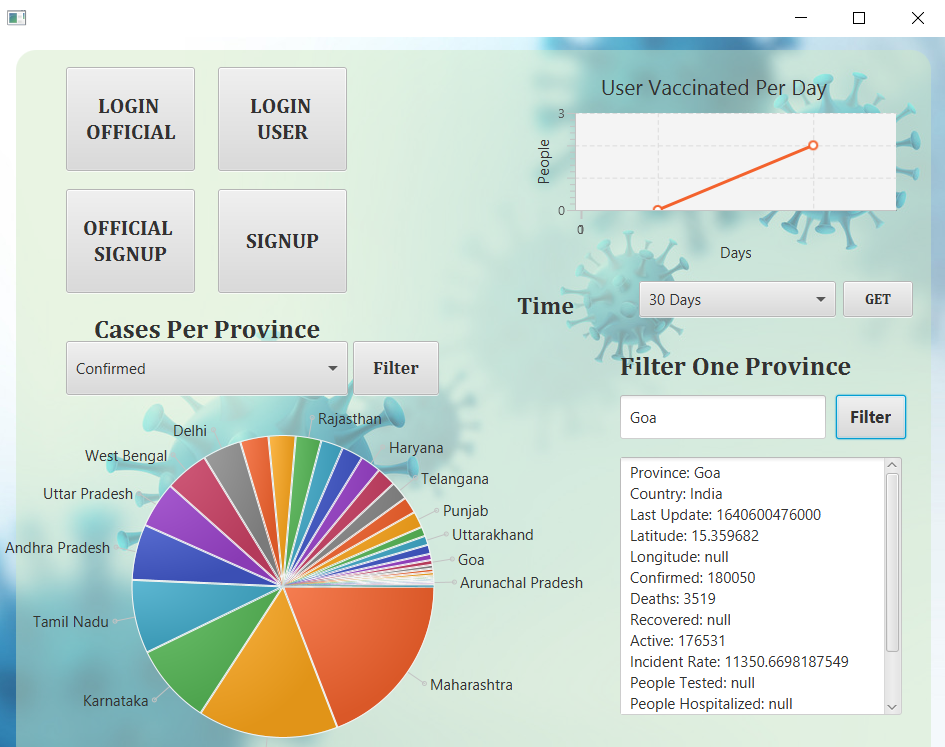 LOGIN
OFFICIAL
LOGIN
USER
OFFICIAL
SIGNUP
SIGNUP
User Vaccinated Per Day
3
People
0
0
Days
Time
30 Days
GET
Cases Per Province
Confirmed
Filter
Rajasthan
Delhi
Haryana
West Bengal
Telangana
Uttar Pradesh
Punjab
Uttarakhand
Andhra Pradesh
Goa
Arunachal Pradesh
Tamil Nadu
Maharashtra
Karnataka
Filter One Province
Goa
Filter
Province: Goa
Country: India
Last Update: 1640600476000
Latitude: 15.359682
Longitude: null
Confirmed: 180050
Deaths: 3519
Recovered: null
Active: 176531
Incident Rate: 11350.6698187549
People Tested: null
People Hospitalized: null